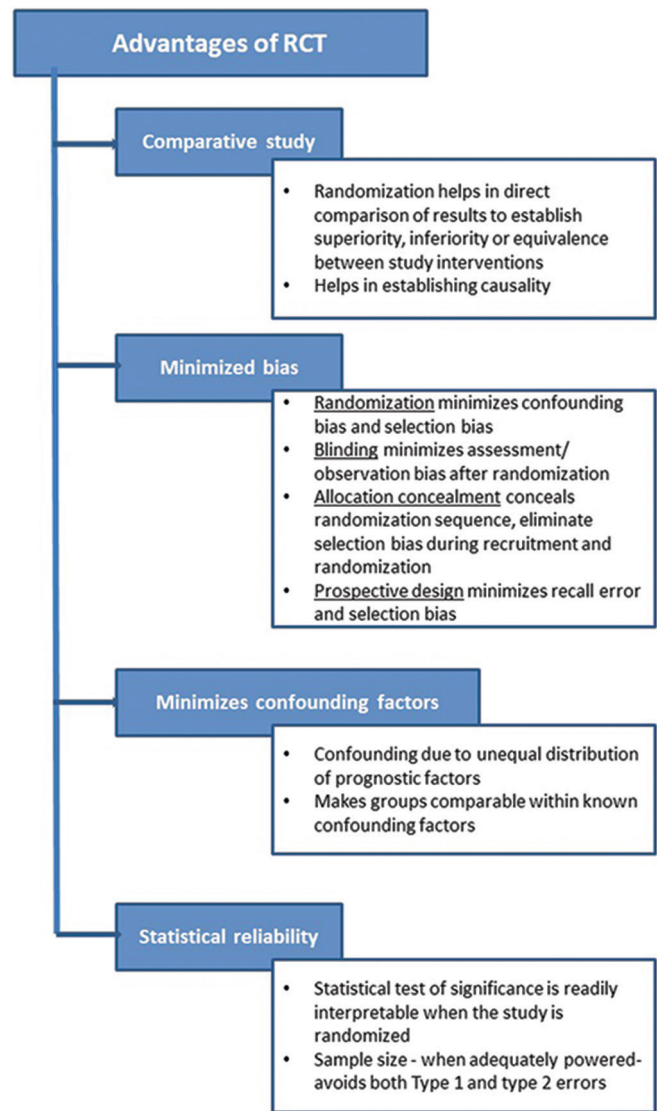 Advantages of RCT
Comparative study
• Randomization helps in direct
comparison of results to establish
superiority, inferiority or equivalence
between study interventions
• Helps in establishing causality
Minimized bias
• Randomization minimizes confounding
bias and selection bias
• Blinding minimizes assessment/
observation bias after randomization
• Allocation concealment conceals
randomization sequence, eliminate
selection bias during recruitment and
randomization
• Prospective design minimizes recall error
and selection bias
Minimizes confounding factors
• Confounding due to unequal distribution
of prognostic factors
• Makes groups comparable within known
confounding factors
Statistical reliability
• Statistical test of significance is readily
interpretable when the study is
randomized
• Sample size - when adequately powered-
avoids both Type 1 and type 2 errors